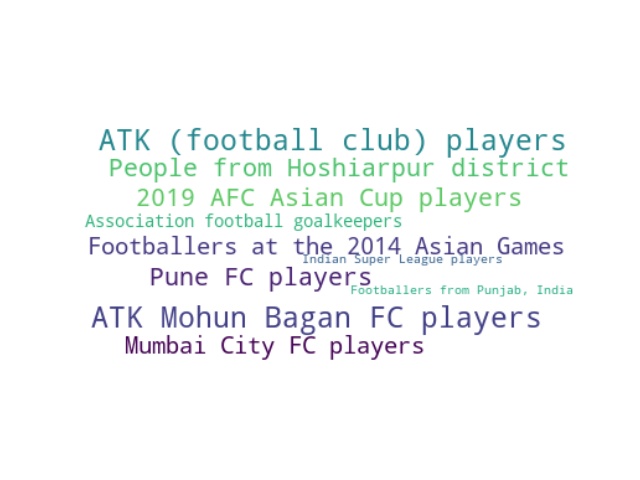 ATK (football club) players
People from Hoshiarpur district
2019 AFC Asian Cup players
Association football goalkeepers
Footballers at the 2014 Asian Games
Indian Super League players
Pune FC players
Footballers from Punjab, India
ATK Mohun Bagan FC players
Mumbai City FC players